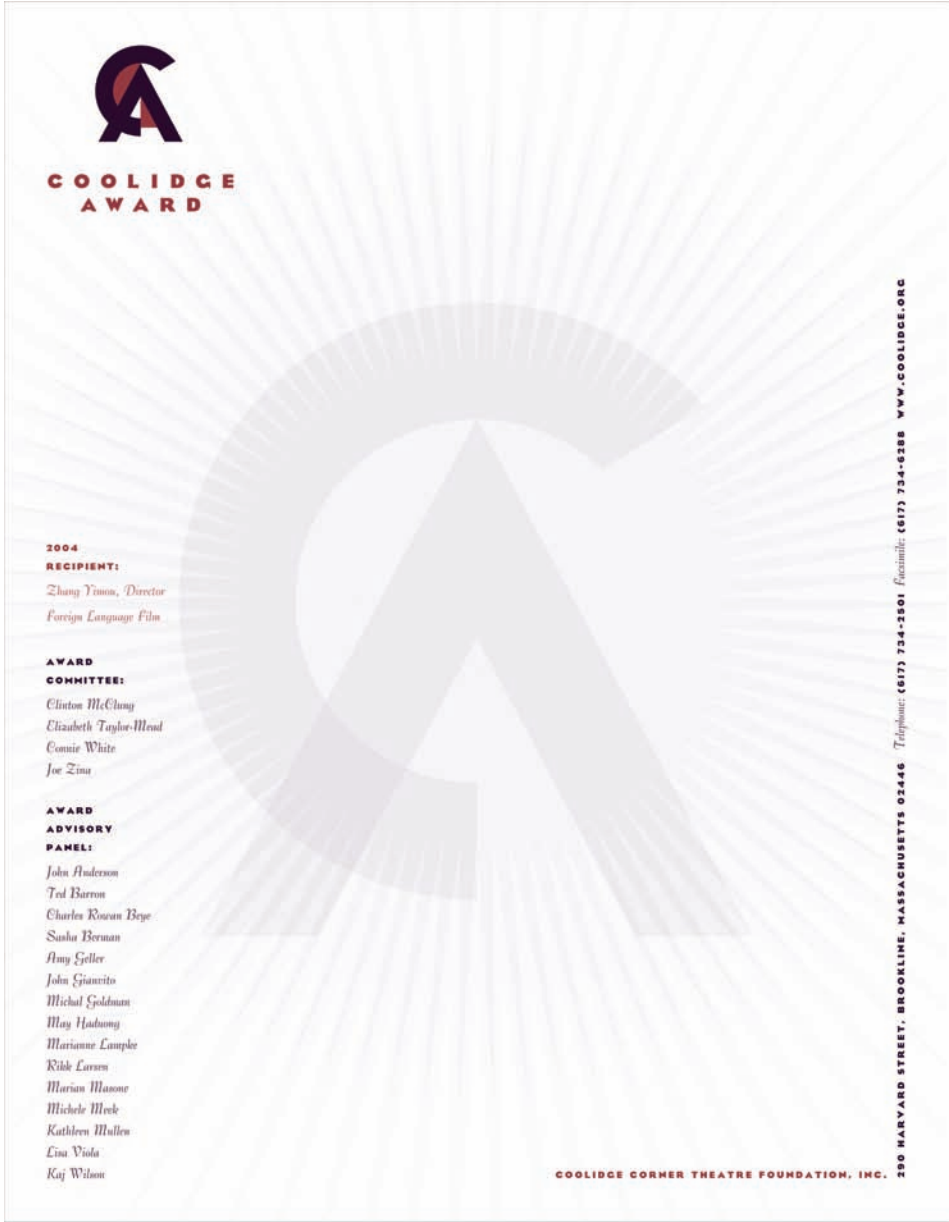 COOLIDGE
AWARD
2004
RECIPIENT:
Zhang Yimou, Director
Foreign Language Film
AWARD
COMMITTEE:
Clinton McClung
Elizabeth Taylor-Mead
Connie White
Joe Zina
AWARD
ADVISORY
PANEL:
John Anderson
Ted Barron
Charles Rowan Beye
Sasha Berman
Amy Geller
John Gianvito
Michal Goldman
May Haduong
Marianne Lampke
Rikk Larsen
Marian Masone
Michele Meek
Kathleen Mullen
Lisa Viola
Kaj Wilson
COOLIDGE CORNER THEATRE FOUNDATION, INC.
290 HARVARD STREET, BROOKLINE, MASSACHUSETTS 02446 Telephone: (617) 734-2501 Facsimile: (617) 734-6288 WWW.COOLIDGE.ORG